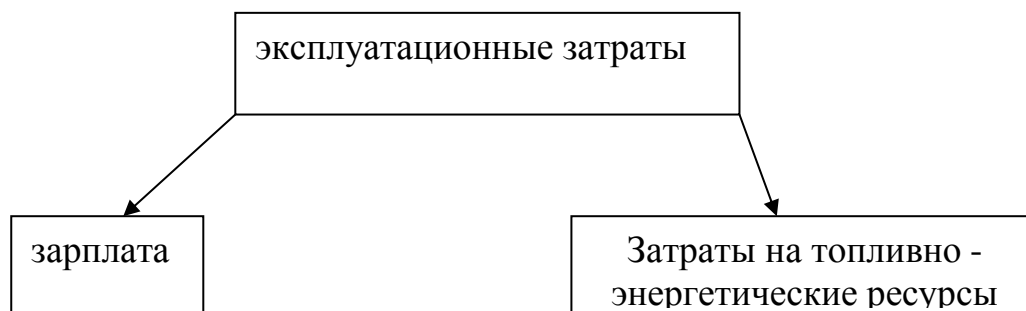 эксплуатационные затраты
зарплата
Затраты на топливно -
энергетические ресурсы